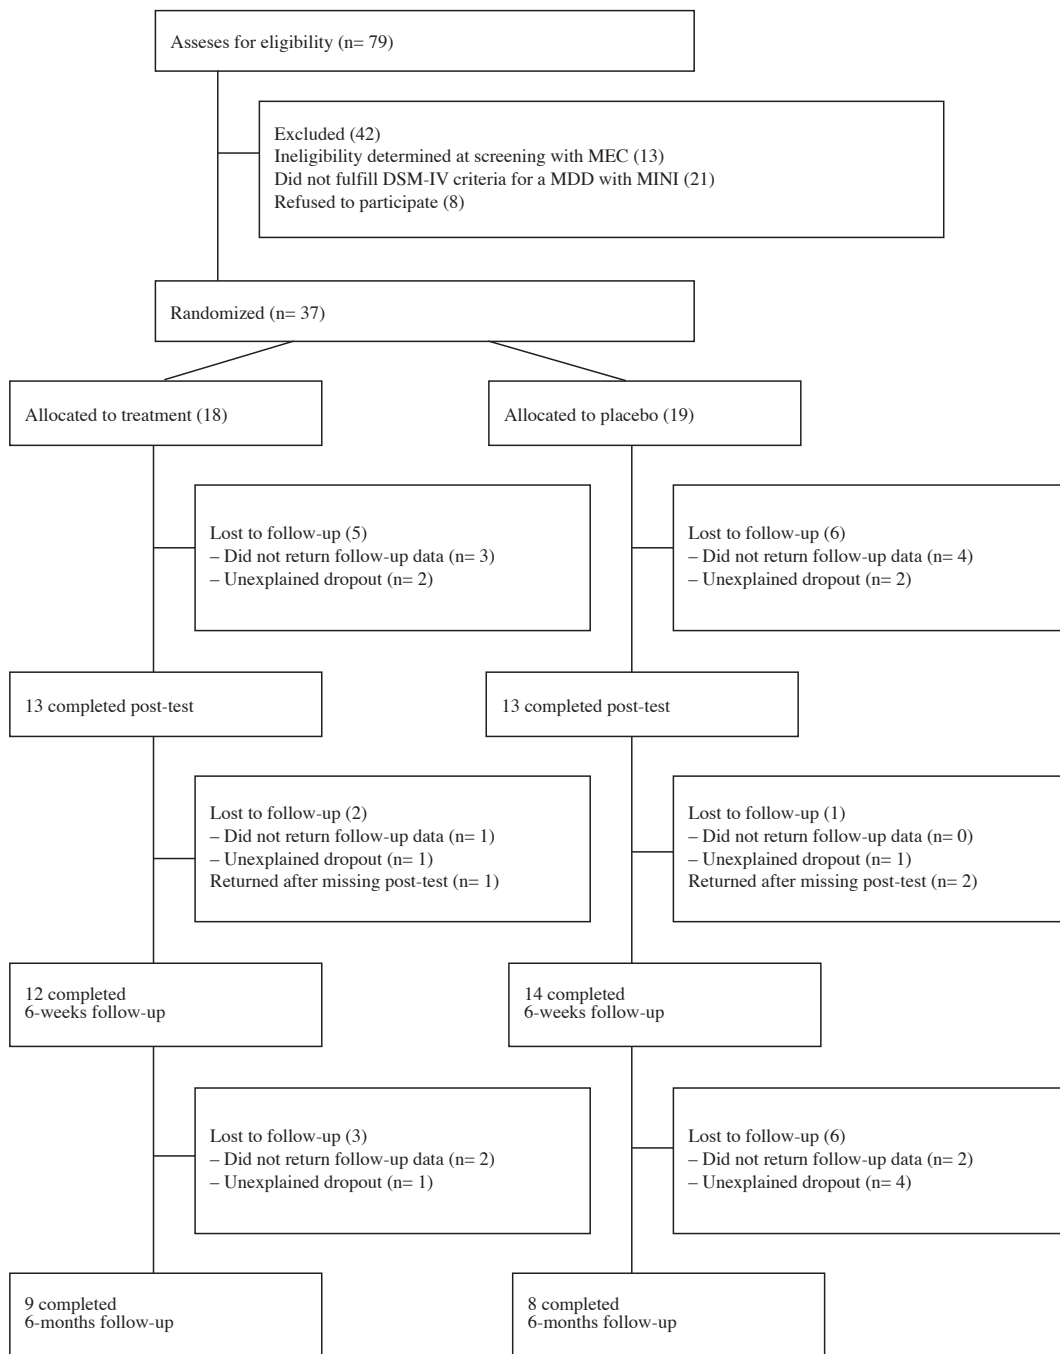 Asseses for eligibility (n= 79)
Excluded (42)
Ineligibility determined at screening with MEC (13)
Did not fulfill DSM-IV criteria for a MDD with MINI (21)
Refused to participate (8)
Randomized (n= 37)
Allocated to treatment (18)
Allocated to placebo (19)
Lost to follow-up (5)
– Did not return follow-up data (n= 3)
– Unexplained dropout (n= 2)
Lost to follow-up (6)
– Did not return follow-up data (n= 4)
– Unexplained dropout (n= 2)
13 completed post-test
13 completed post-test
Lost to follow-up (2)
– Did not return follow-up data (n= 1)
– Unexplained dropout (n= 1)
Returned after missing post-test (n= 1)
Lost to follow-up (1)
– Did not return follow-up data (n= 0)
– Unexplained dropout (n= 1)
Returned after missing post-test (n= 2)
12 completed
6-weeks follow-up
14 completed
6-weeks follow-up
Lost to follow-up (3)
– Did not return follow-up data (n= 2)
– Unexplained dropout (n= 1)
Lost to follow-up (6)
– Did not return follow-up data (n= 2)
– Unexplained dropout (n= 4)
9 completed
6-months follow-up
8 completed
6-months follow-up